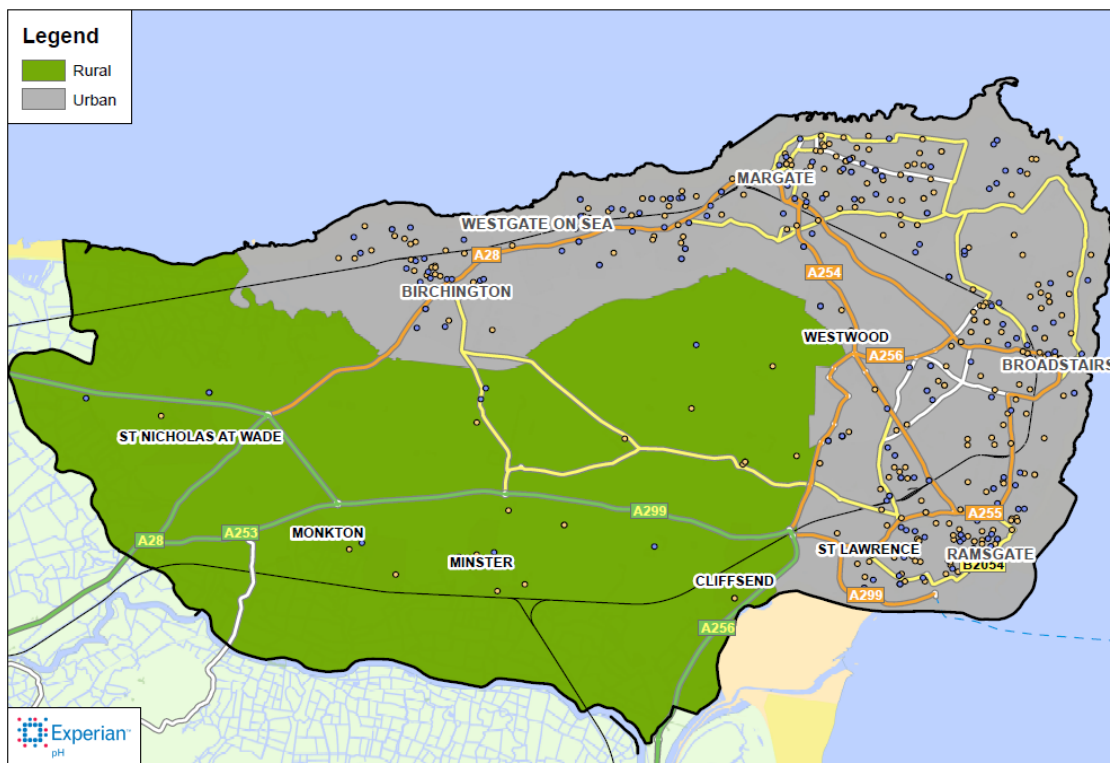 Legend
Rural
Urban
MARGATE
WESTGATE ON SEA
A28
A254
BIRCHINGTON
WESTWOOD
A256
BROADSTAIRS
ST NICHOLAS AT WADE
A299
A255
A28
A253
MONKTON
MINSTER
ST LAWRENCE
RAMSGATE
B2054
CLIFFSEND
A299
A256
Experian™
pH